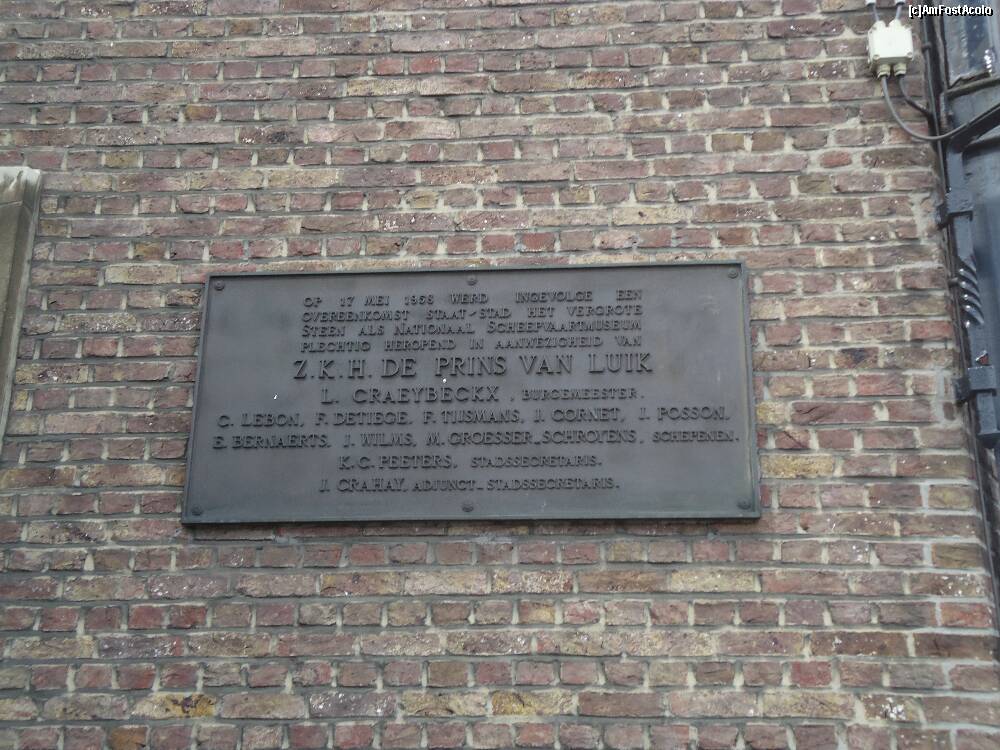 [c]AmFostAcolo
OP 17 MEI 1958 WERD INGEVOLGE EEN
OVEREENKOMST STAAT-STAD HET VERGROTE
STEEN ALS NATIONAAL SCHEEPVAARTMUSEUM
PLECHTIG HEROPEND IN AANWEZIGHEID VAN
Z.K.H. DE PRINS VAN LUIK
L. CRAEYBECKX, BURGEMEESTER.
C. LEBON, F. DETIEGE, F. TIJSMANS, J. CORNET, J. POSSON,
E. BERNAERTS, J. WILMS, M. GROESSER-SCHROYENS, SCHEPENEN.
K.C. PEETERS, STADSSECRETARIS.
J. CRAHAY, ADJUNCT-STADSSECRETARIS.